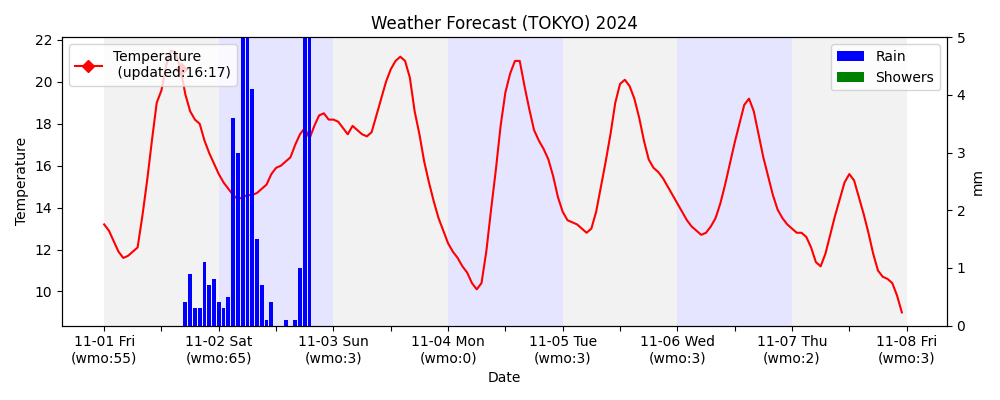 Weather Forecast (TOKYO) 2024
Temperature
(updated:16:17)
Rain
Showers
22
20
18
16
14
12
10
Temperature
5
4
3
2
1
0
mm
11-01 Fri
(wmo:55)
11-02 Sat
(wmo:65)
11-03 Sun
(wmo:3)
11-04 Mon
(wmo:0)
11-05 Tue
(wmo:3)
11-06 Wed
(wmo:3)
11-07 Thu
(wmo:2)
11-08 Fri
(wmo:3)
Date